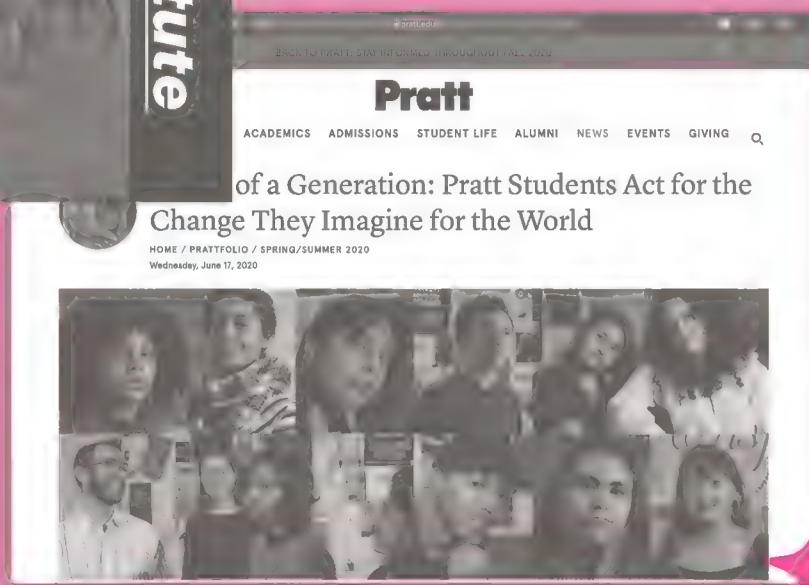 tute
pratt.edu
BACK TO PRATT: STAY INFORMED THROUGHOUT FALL 2020
Pratt
ACADEMICS ADMISSIONS STUDENT LIFE ALUMNI NEWS EVENTS GIVING
of a Generation: Pratt Students Act for the
Change They Imagine for the World
HOME / PRATTFOLIO / SPRING/SUMMER 2020
Wednesday, June 17, 2020